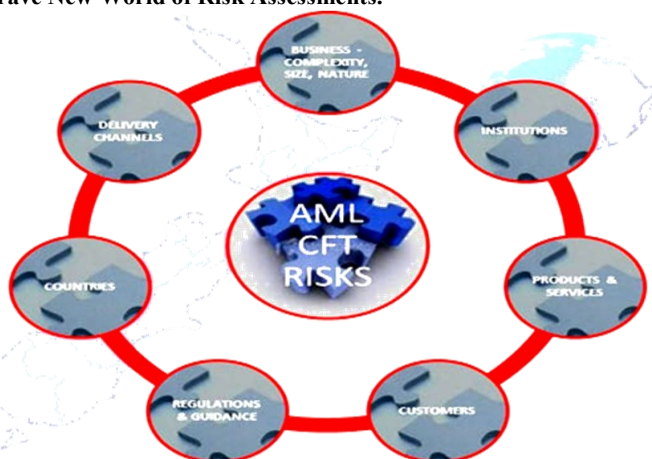 New World of Risk Assessments.
BUSINESS -
COMPLEXITY,
SIZE, NATURE
DELIVERY
CHANNELS
INSTITUTIONS
AML
CFT
RISKS
COUNTRIES
PRODUCTS &
SERVICES
REGULATIONS
& GUIDANCE
CUSTOMERS